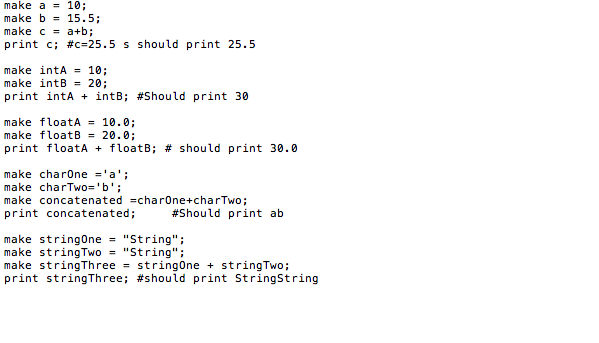 make a = 10;
make b = 15.5;
make c = a+b;
print c; #c=25.5 s should print 25.5
make intA = 10;
make intB = 20;
print intA + intB; #Should print 30
make floatA = 10.0;
make floatB = 20.0;
print floatA + floatB; # should print 30.0
make charOne ='a';
make charTwo='b';
make concatenated =charOne+charTwo;
print concatenated;     #Should print ab
make stringOne = "String";
make stringTwo = "String";
make stringThree = stringOne + stringTwo;
print stringThree; #should print StringString